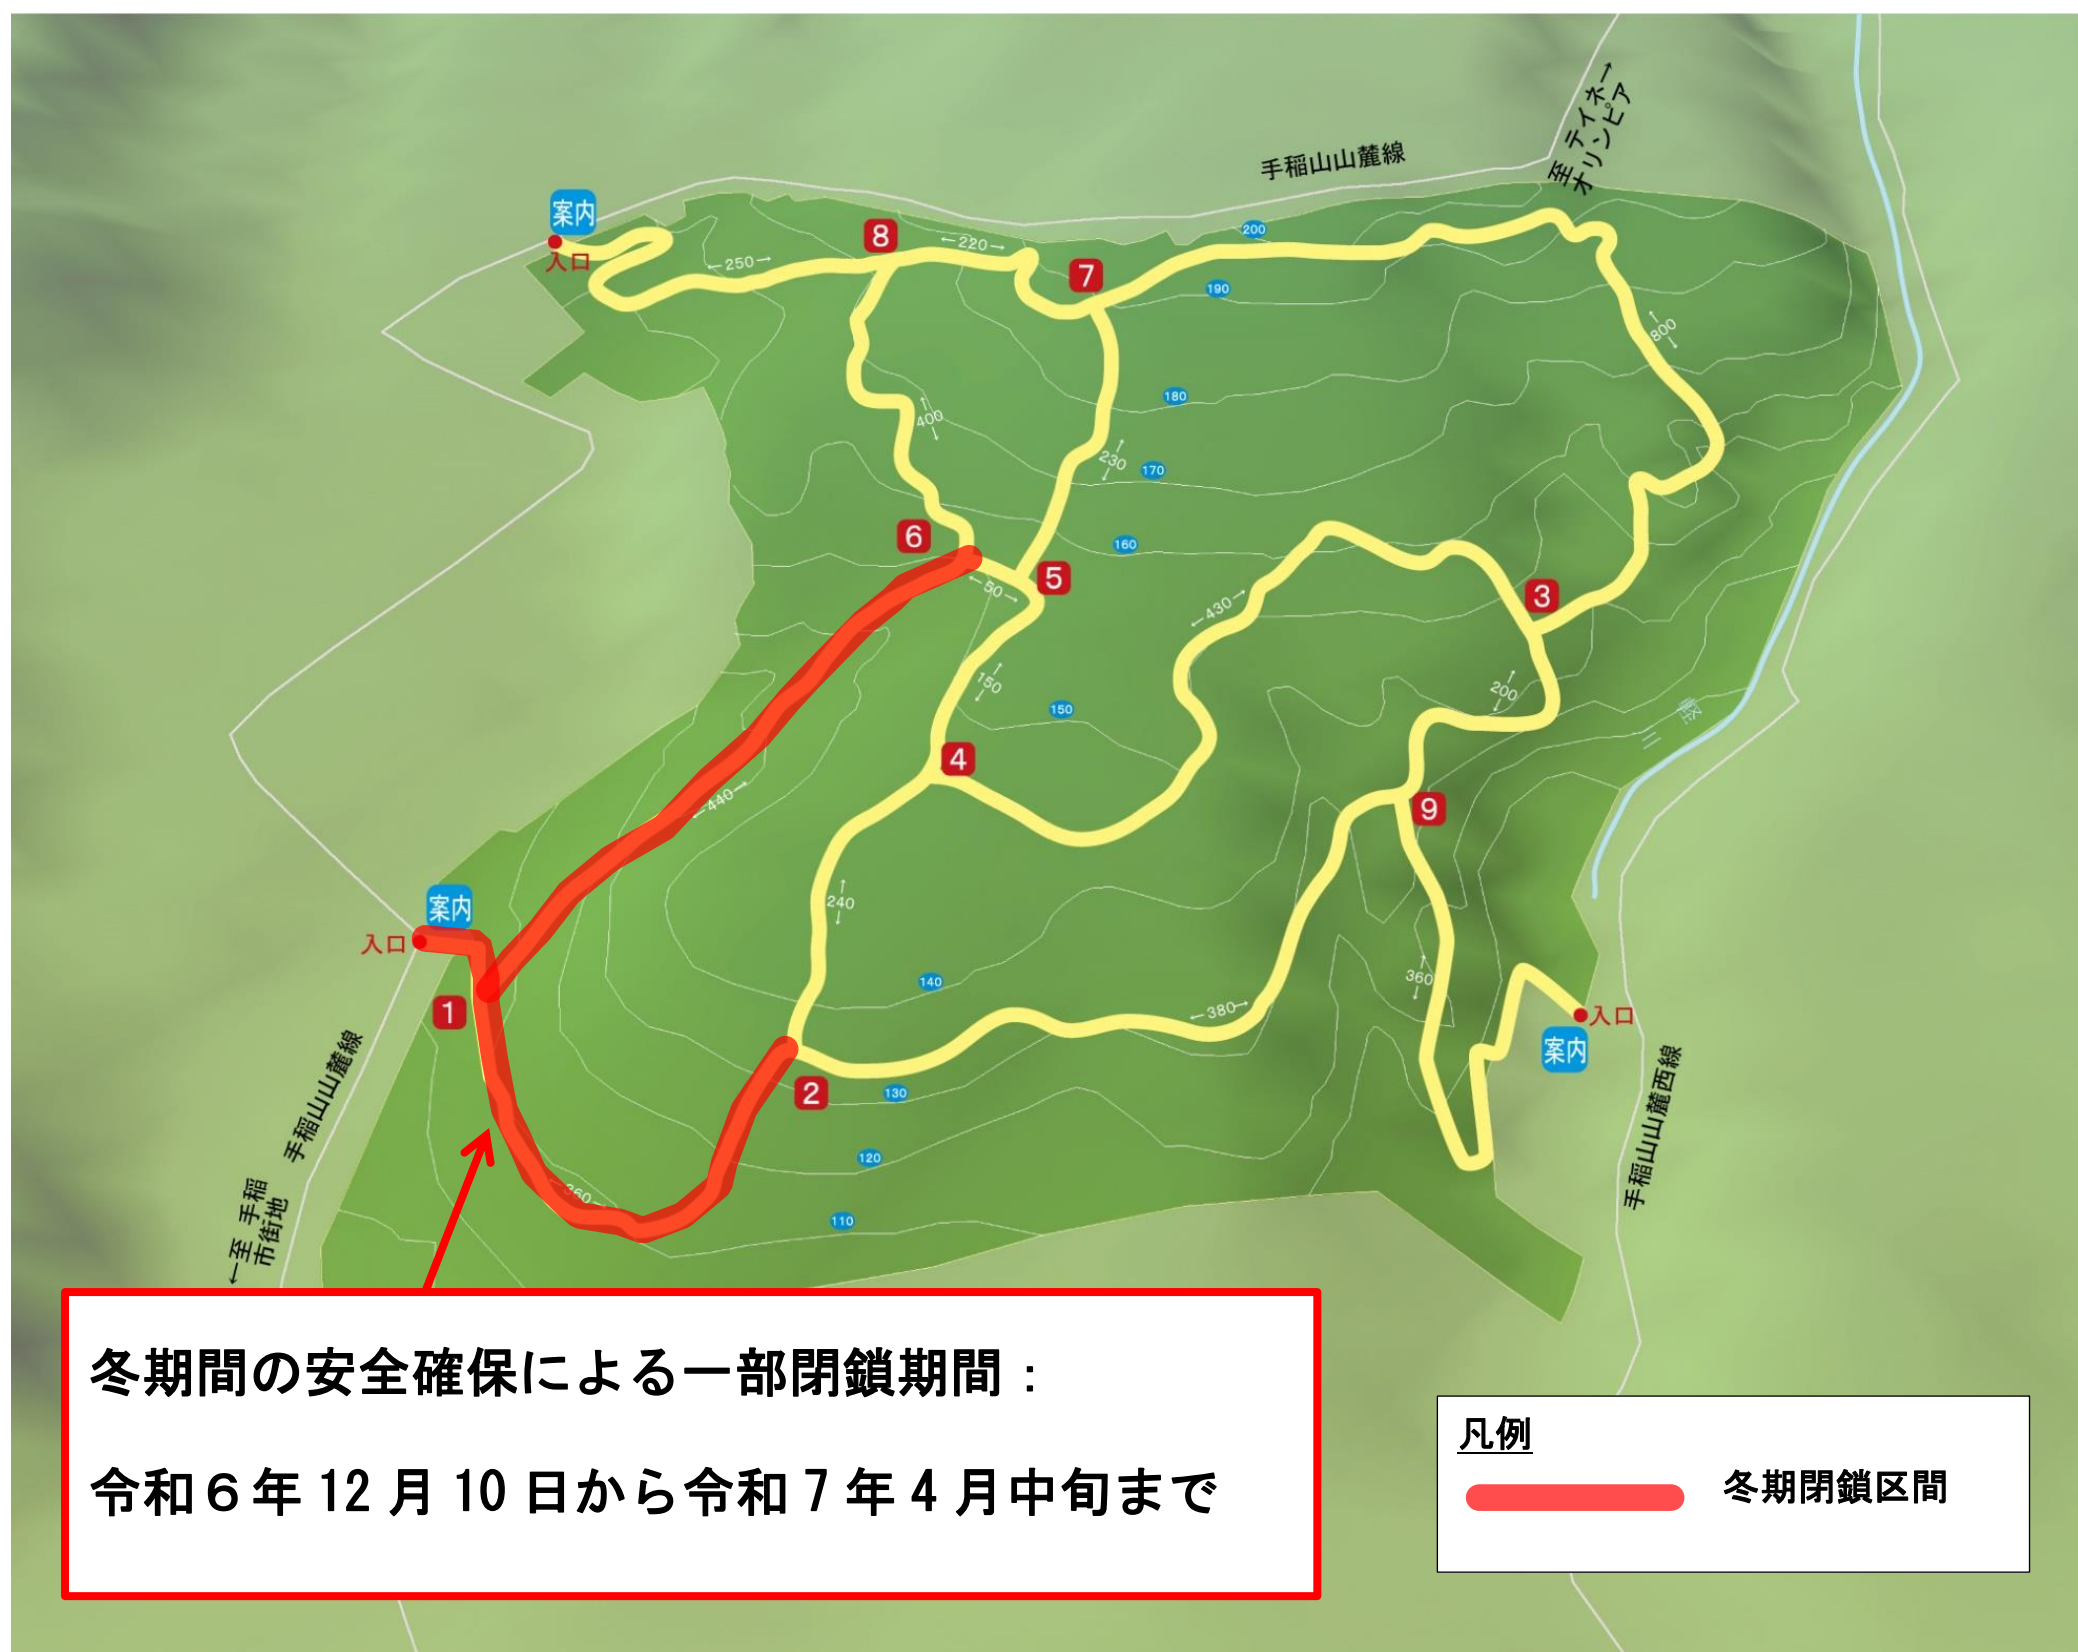 至 テイネ→
オリンピア
手稲山山麓線
案内
入口
8
←220→
200
←250→
7
190
←800→
180
←400→
←230→
170
6
160
5
←50→
3
←430→
←150→
←200→
150
軽
三
4
←440→
9
案内
入口
←240→
140
←360→
1
←380→
入口
案内
手稲山山麓線
2
130
手稲山山麓西線
120
←360→
110
←至 手稲
市街地
冬期間の安全確保による一部閉鎖期間：
令和６年 12 月 10 日から令和 7 年 4 月中旬まで
凡例
冬期閉鎖区間